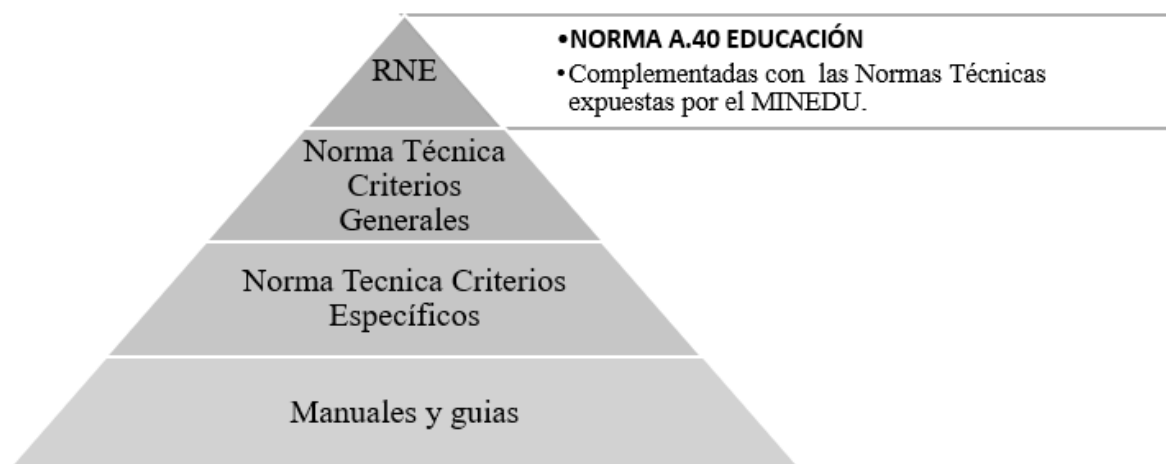 RNE
•NORMA A.40 EDUCACIÓN
•Complementadas con las Normas Técnicas
expuestas por el MINEDU.
Norma Técnica
Criterios
Generales
Norma Tecnica Criterios
Específicos
Manuales y guias